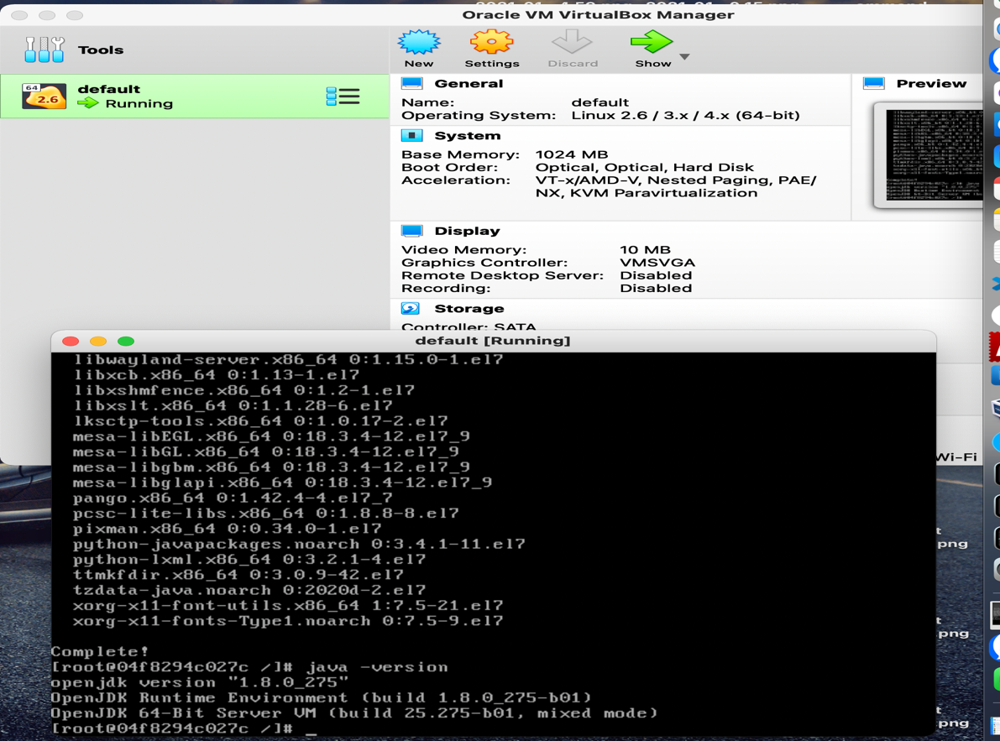 Oracle VM VirtualBox Manager
Tools
New
Settings
Discard
Show
64
2.6
default
Running
General
Name: default
Operating System: Linux 2.6 / 3.x / 4.x (64-bit)
System
Base Memory: 1024 MB
Boot Order: Optical, Optical, Hard Disk
Acceleration: VT-x/AMD-V, Nested Paging, PAE/
NX, KVM Paravirtualization
Preview
Display
Video Memory: 10 MB
Graphics Controller: VMSVGA
Remote Desktop Server: Disabled
Recording: Disabled
Storage
Controller: SATA
Wi-Fi
default [Running]
libwayland-server.x86_64 0:1.15.0-1.el7
libxcb.x86_64 0:1.13-1.el7
libxshmfence.x86_64 0:1.2-1.el7
libxslt.x86_64 0:1.1.28-6.el7
lksctp-tools.x86_64 0:1.0.17-2.el7
mesa-libEGL.x86_64 0:18.3.4-12.el7_9
mesa-libGL.x86_64 0:18.3.4-12.el7_9
mesa-libgbm.x86_64 0:18.3.4-12.el7_9
mesa-libglapi.x86_64 0:18.3.4-12.el7_9
pango.x86_64 0:1.42.4-4.el7_7
pcsc-lite-libs.x86_64 0:1.8.8-8.el7
pixman.x86_64 0:0.34.0-1.el7
python-javapackages.noarch 0:3.4.1-11.el7
python-lxml.x86_64 0:3.2.1-4.el7
ttmkfdir.x86_64 0:3.0.9-42.el7
tzdata-java.noarch 0:2020d-2.el7
xorg-x11-font-utils.x86_64 1:7.5-21.el7
xorg-x11-fonts-Type1.noarch 0:7.5-9.el7
Complete!
[root@04f8294c027c /]# java -version
openjdk version "1.8.0_275"
OpenJDK Runtime Environment (build 1.8.0_275-b01)
OpenJDK 64-Bit Server VM (build 25.275-b01, mixed mode)
[root@04f8294c027c /]# _
png
png
png